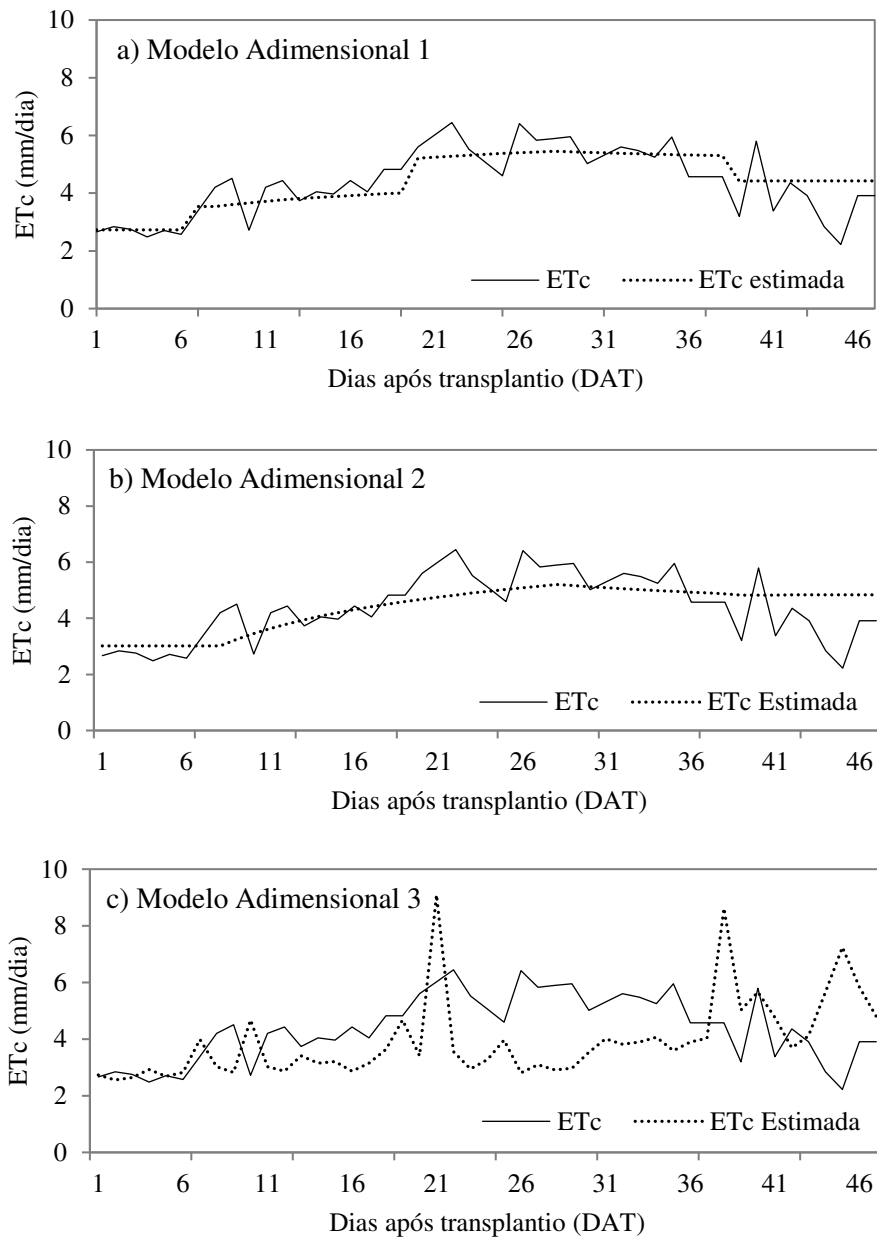 a) Modelo Adimensional 1
ETc (mm/dia)
10
8
6
4
2
0
ETc ETc estimada
1 6 11 16 21 26 31 36 41 46
Dias após transplantio (DAT)
b) Modelo Adimensional 2
ETc (mm/dia)
10
8
6
4
2
0
ETc ETc Estimada
1 6 11 16 21 26 31 36 41 46
Dias após transplantio (DAT)
c) Modelo Adimensional 3
ETc (mm/dia)
10
8
6
4
2
0
ETc ETc Estimada
1 6 11 16 21 26 31 36 41 46
Dias após transplantio (DAT)